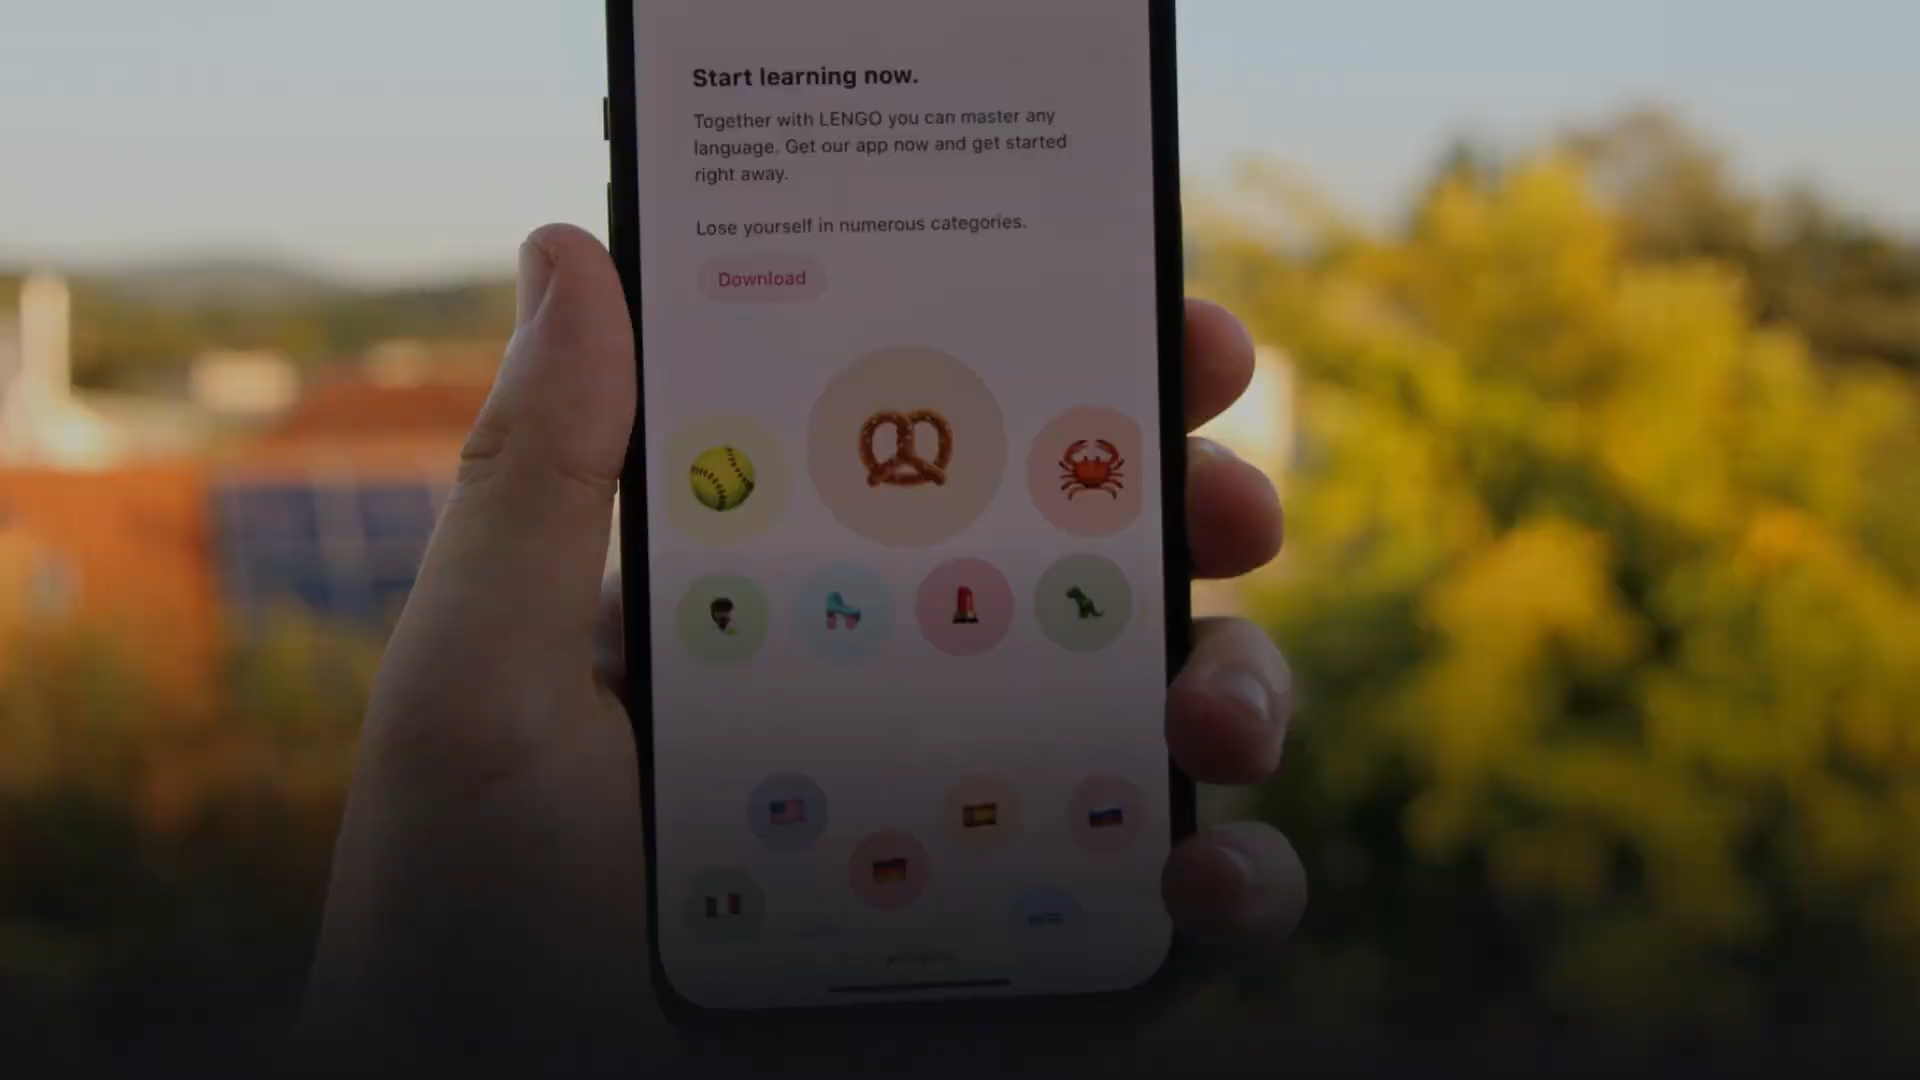 Start learning now.
Together with LENGO you can master any
language. Get our app now and get started
right away.
Lose yourself in numerous categories.
Download